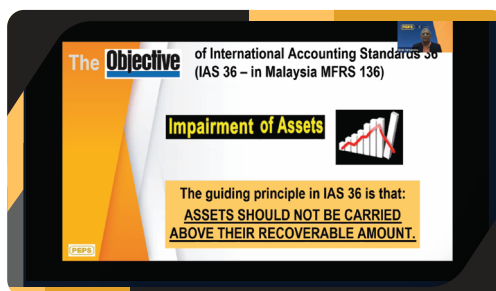 PEPS
The Objective of International Accounting Standards 36
(IAS 36 – in Malaysia MFRS 136)
Impairment of Assets
The guiding principle in IAS 36 is that:
ASSETS SHOULD NOT BE CARRIED
ABOVE THEIR RECOVERABLE AMOUNT.
PEPS